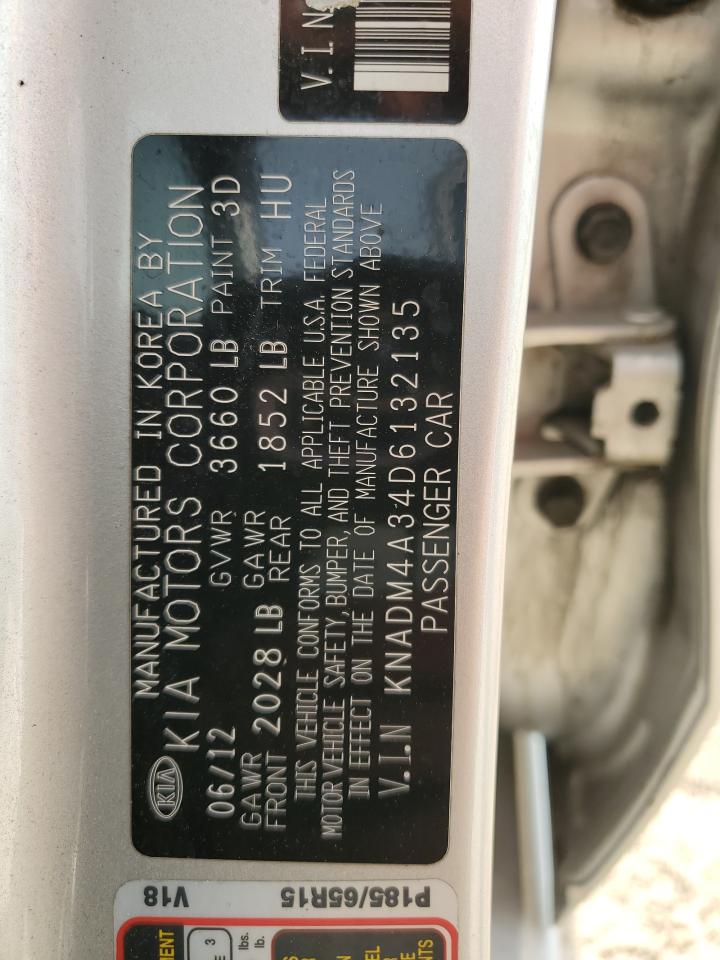 V.I.N.
MANUFACTURED IN KOREA BY
KIA KIA MOTORS CORPORATION
06/12 GVWR 3660 LB PAINT 3D
GAWR FRONT 2028 LB GAWR REAR 1852 LB TRIM HU
THIS VEHICLE CONFORMS TO ALL APPLICABLE U.S.A. FEDERAL
MOTOR VEHICLE SAFETY, BUMPER, AND THEFT PREVENTION STANDARDS
IN EFFECT ON THE DATE OF MANUFACTURE SHOWN ABOVE
V.I.N KNADM4A34D6132135
PASSENGER CAR
V18
P185/65R15
3
lbs.
lb.